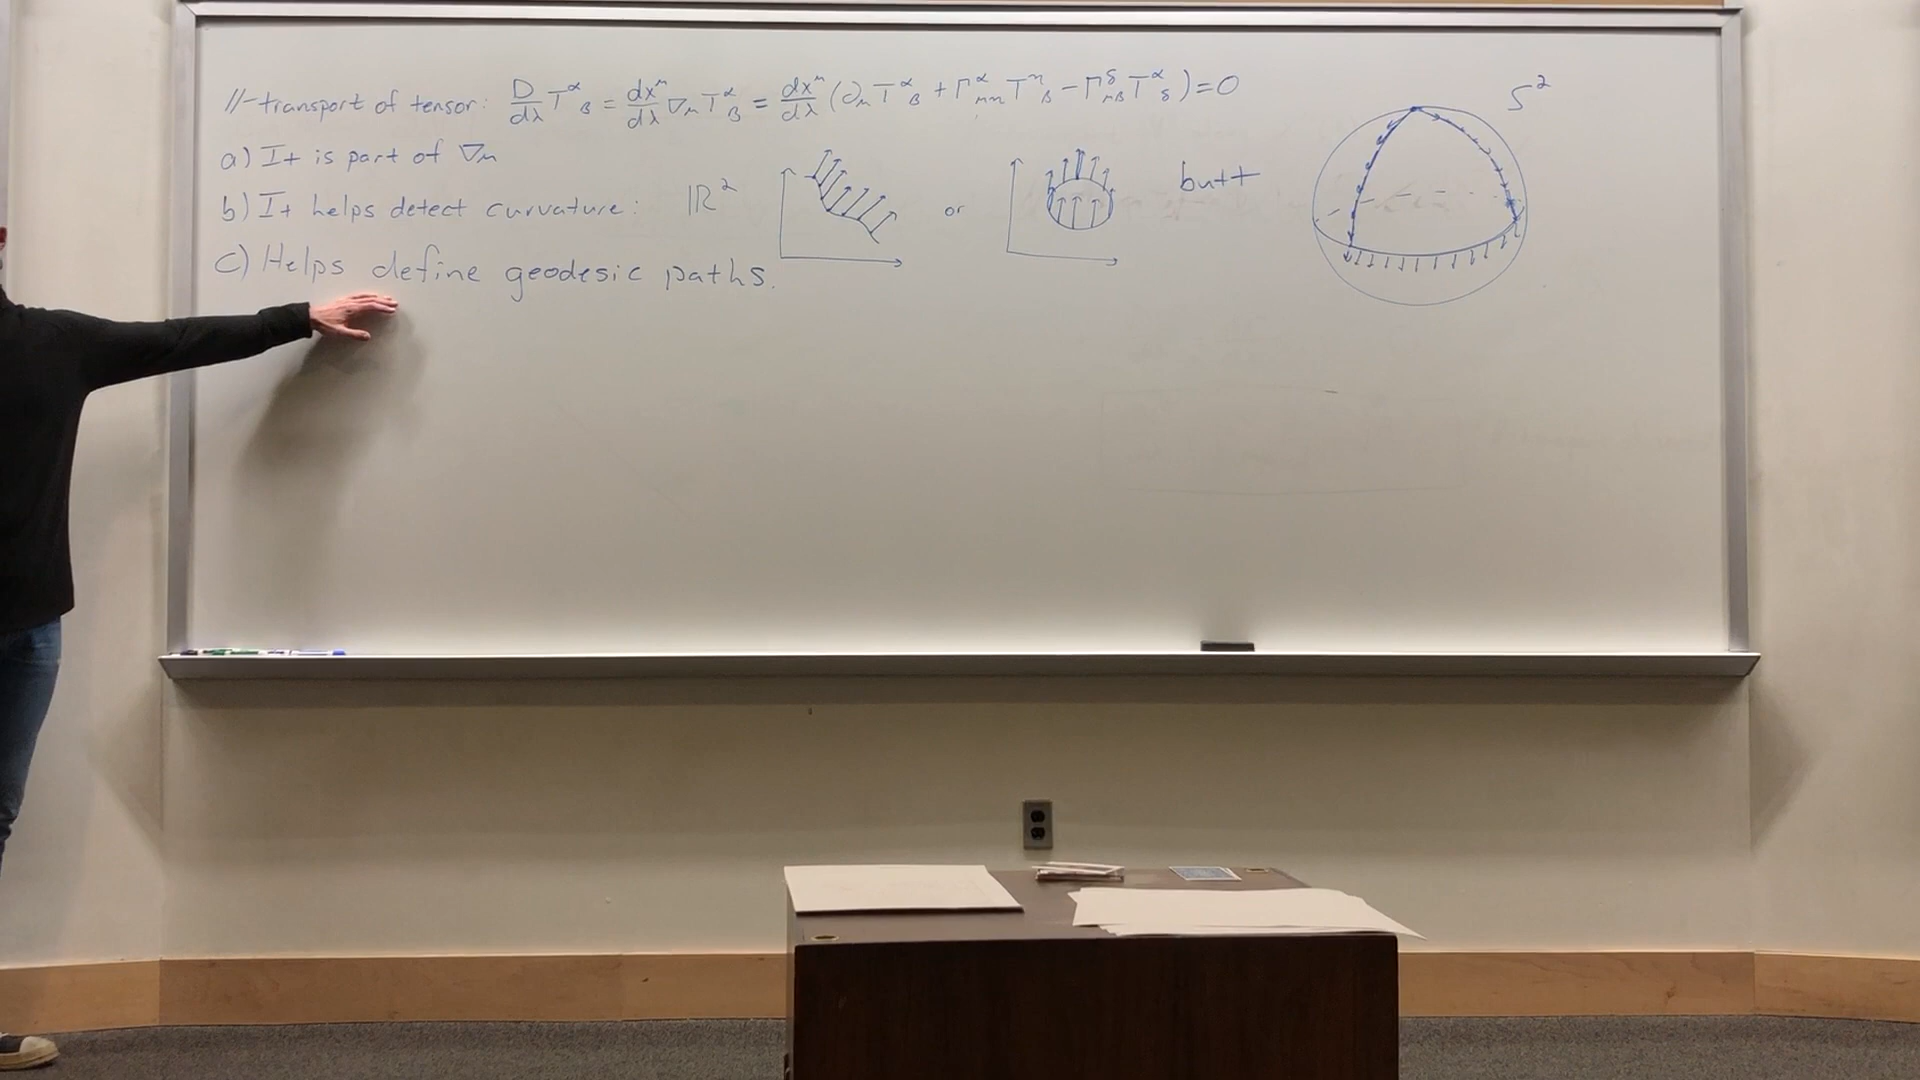 //-transport of tensor: D/dλ T^α_β = dx^μ/dλ ∇_μ T^α_β = dx^μ/dλ (∂_μ T^α_β + Γ^α_μη T^η_β - Γ^δ_μβ T^α_δ) = 0
S²
a) It is part of ∇_μ
b) It helps detect curvature: ℝ² or butt
c) Helps define geodesic paths.